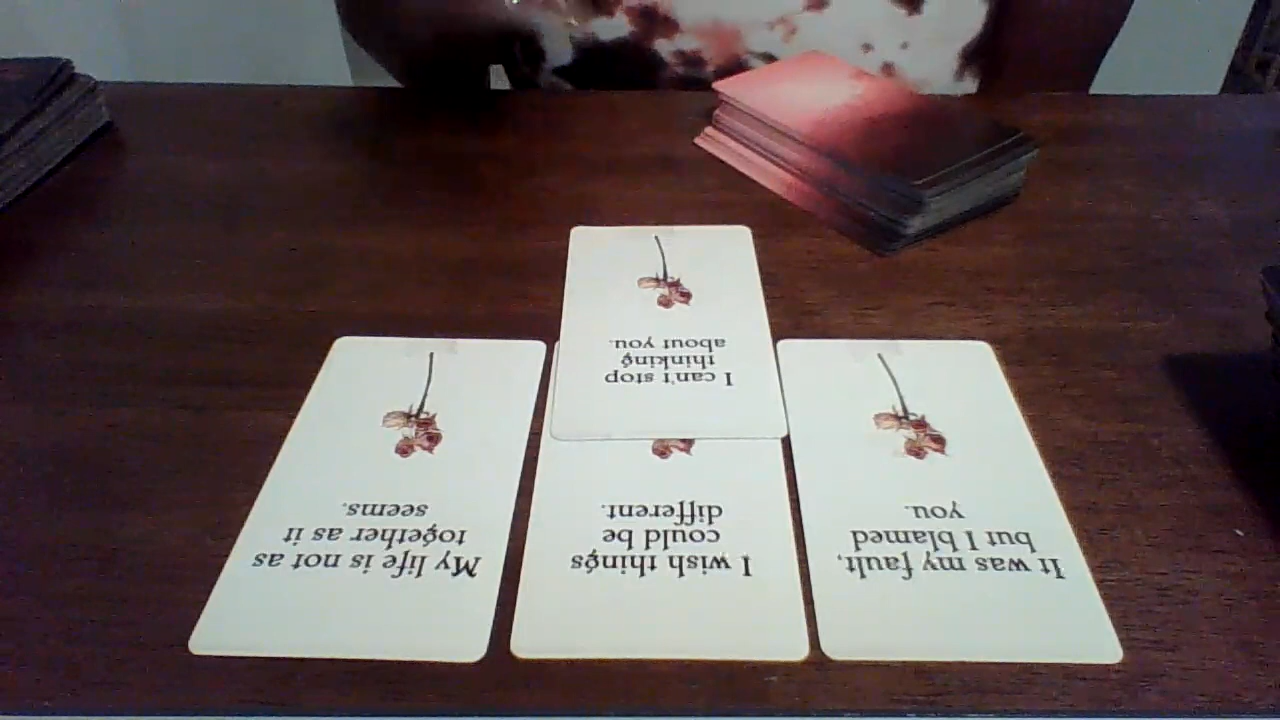 It was my fault,
but I blamed
you.
I wish things
could be
different.
My life is not as
together as it
seems.
I can't stop
thinking
about you.